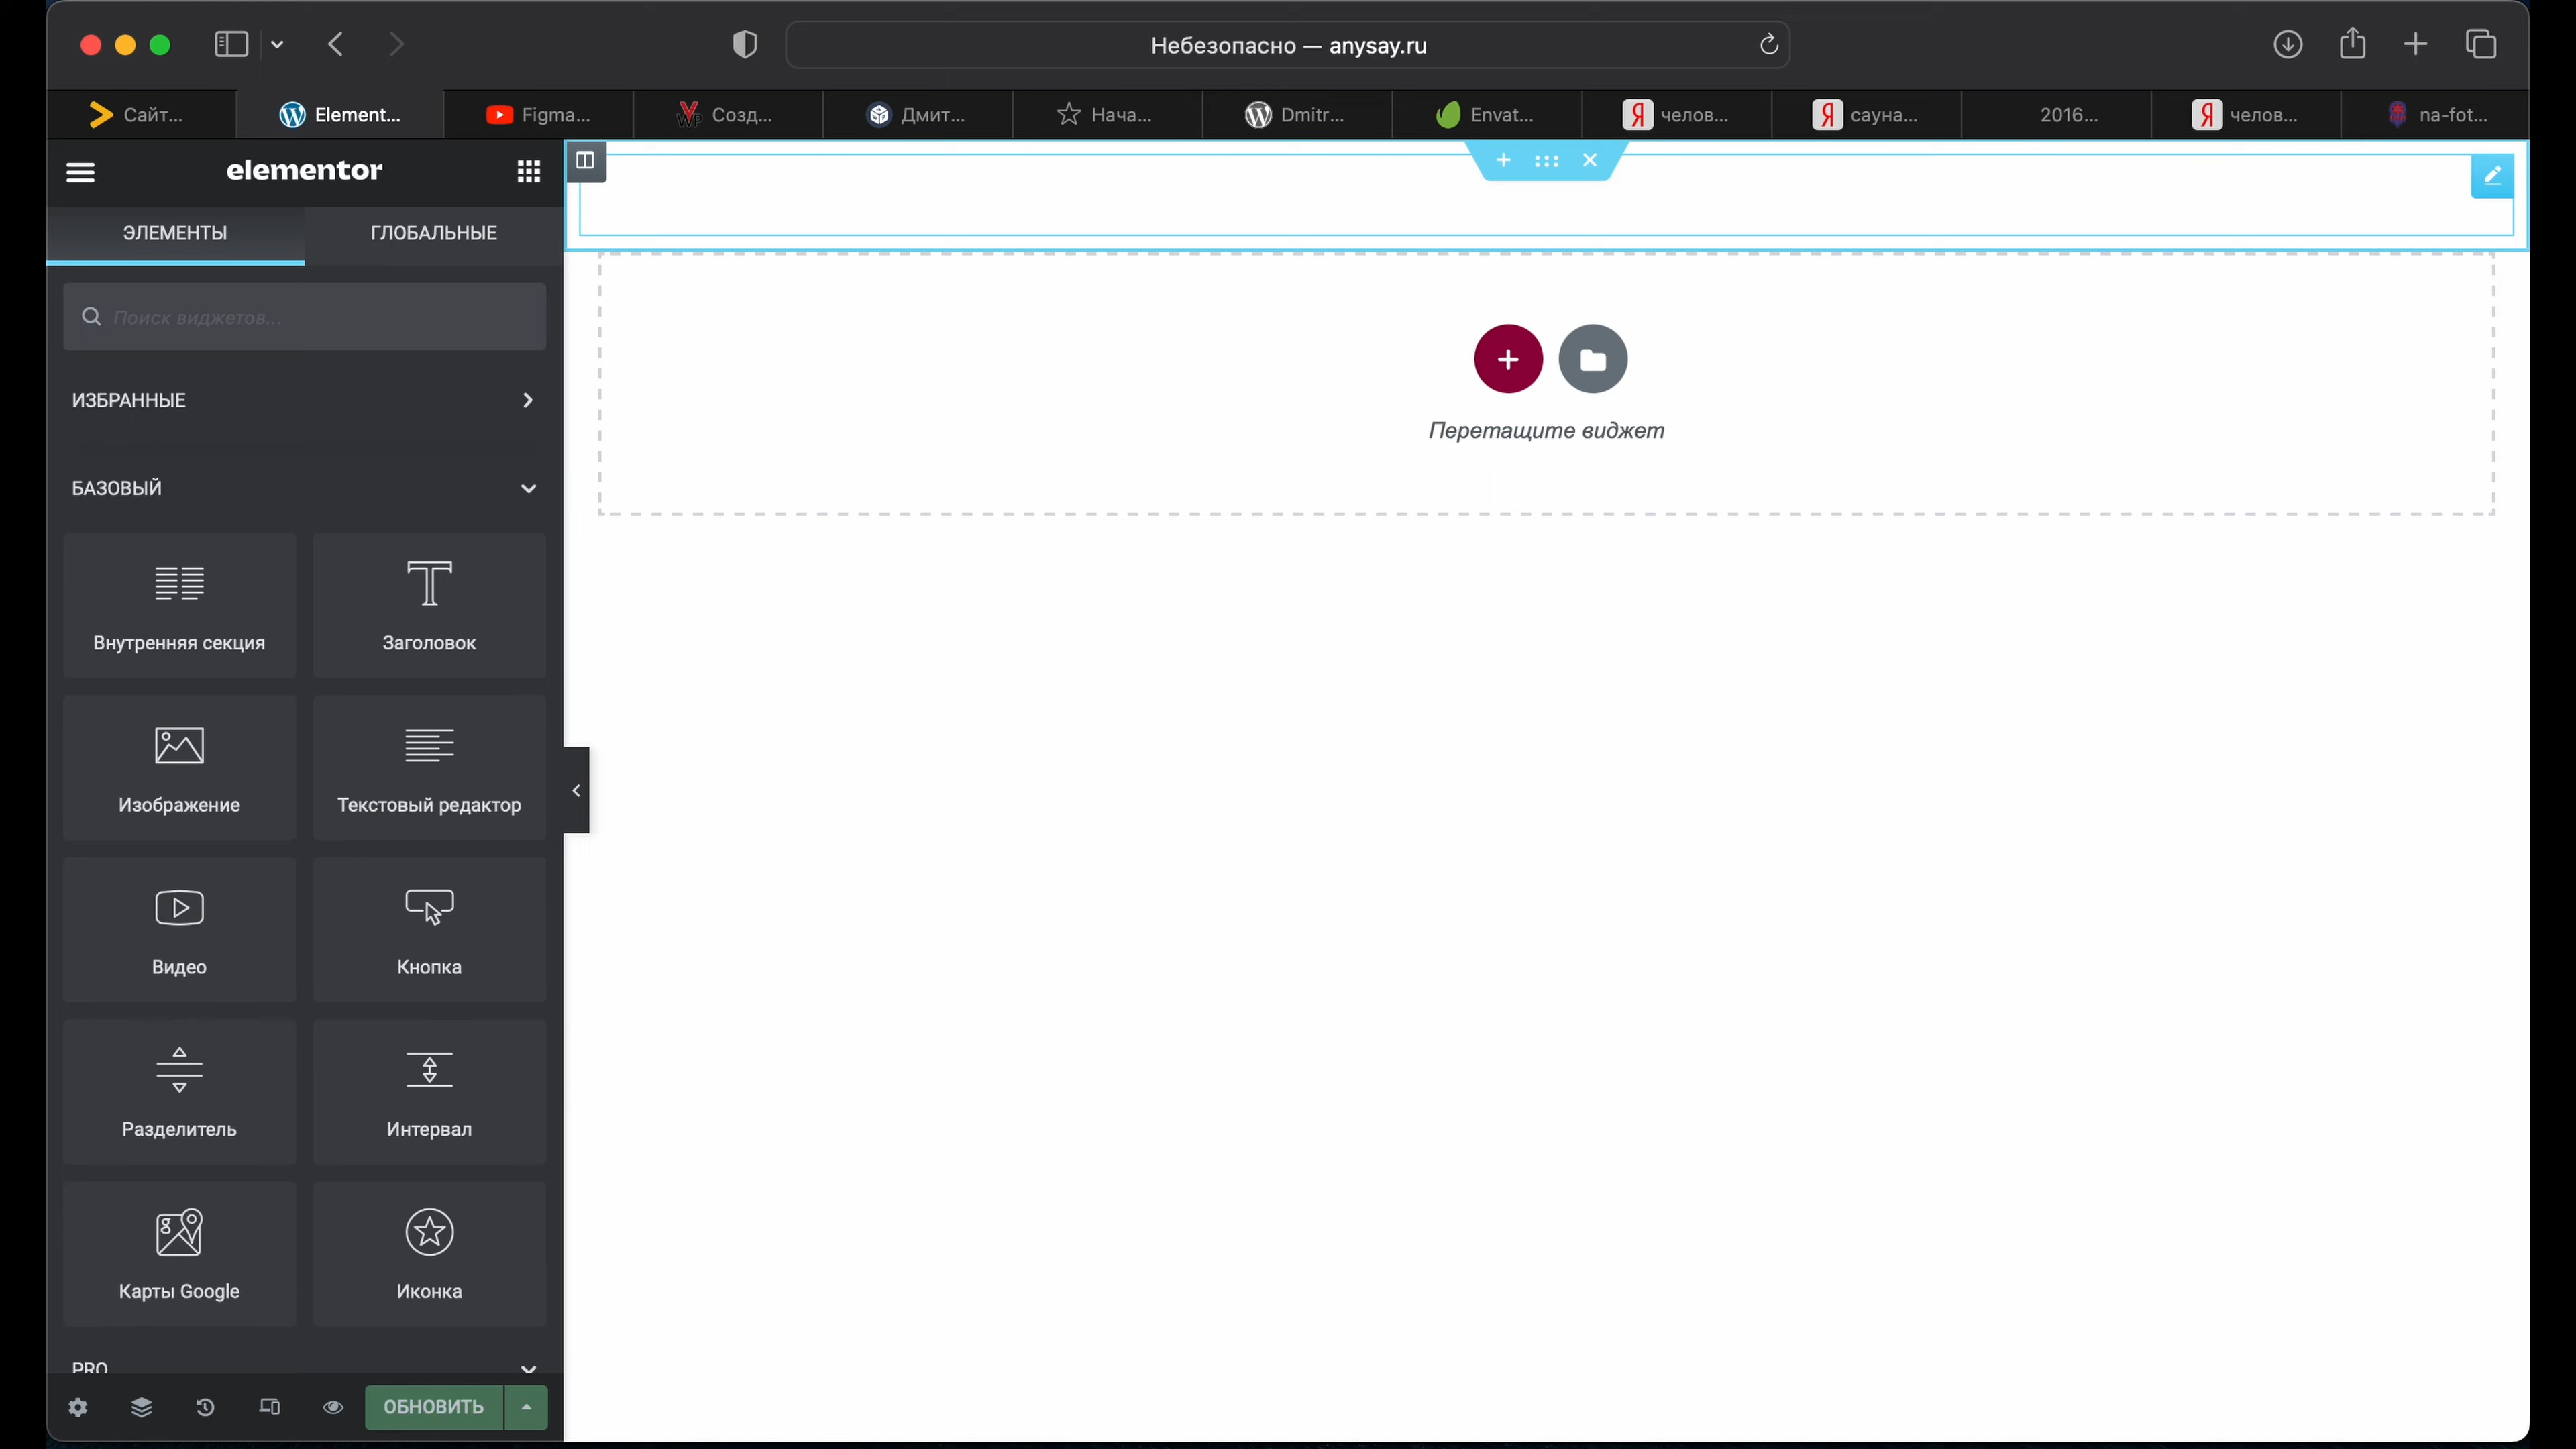 Небезопасно — anysay.ru
Сайт...
Element...
Figma...
Созд...
Дмит...
Нача...
Dmitr...
Envat...
челов...
сауна...
2016...
челов...
na-fot...
elementor
ЭЛЕМЕНТЫ
ГЛОБАЛЬНЫЕ
Поиск виджетов...
ИЗБРАННЫЕ
БАЗОВЫЙ
Внутренняя секция
Заголовок
Изображение
Текстовый редактор
Видео
Кнопка
Разделитель
Интервал
Карты Google
Иконка
PRO
ОБНОВИТЬ
Перетащите виджет